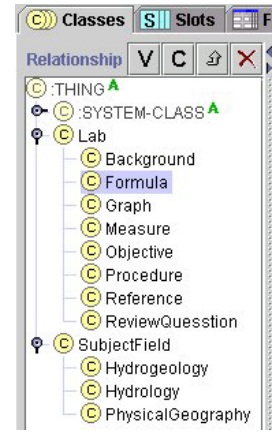 C Classes S Slots F
Relationship V C X
C :THING A
C :SYSTEM-CLASS A
C Lab
C Background
C Formula
C Graph
C Measure
C Objective
C Procedure
C Reference
C ReviewQuesstion
C SubjectField
C Hydrogeology
C Hydrology
C PhysicalGeography